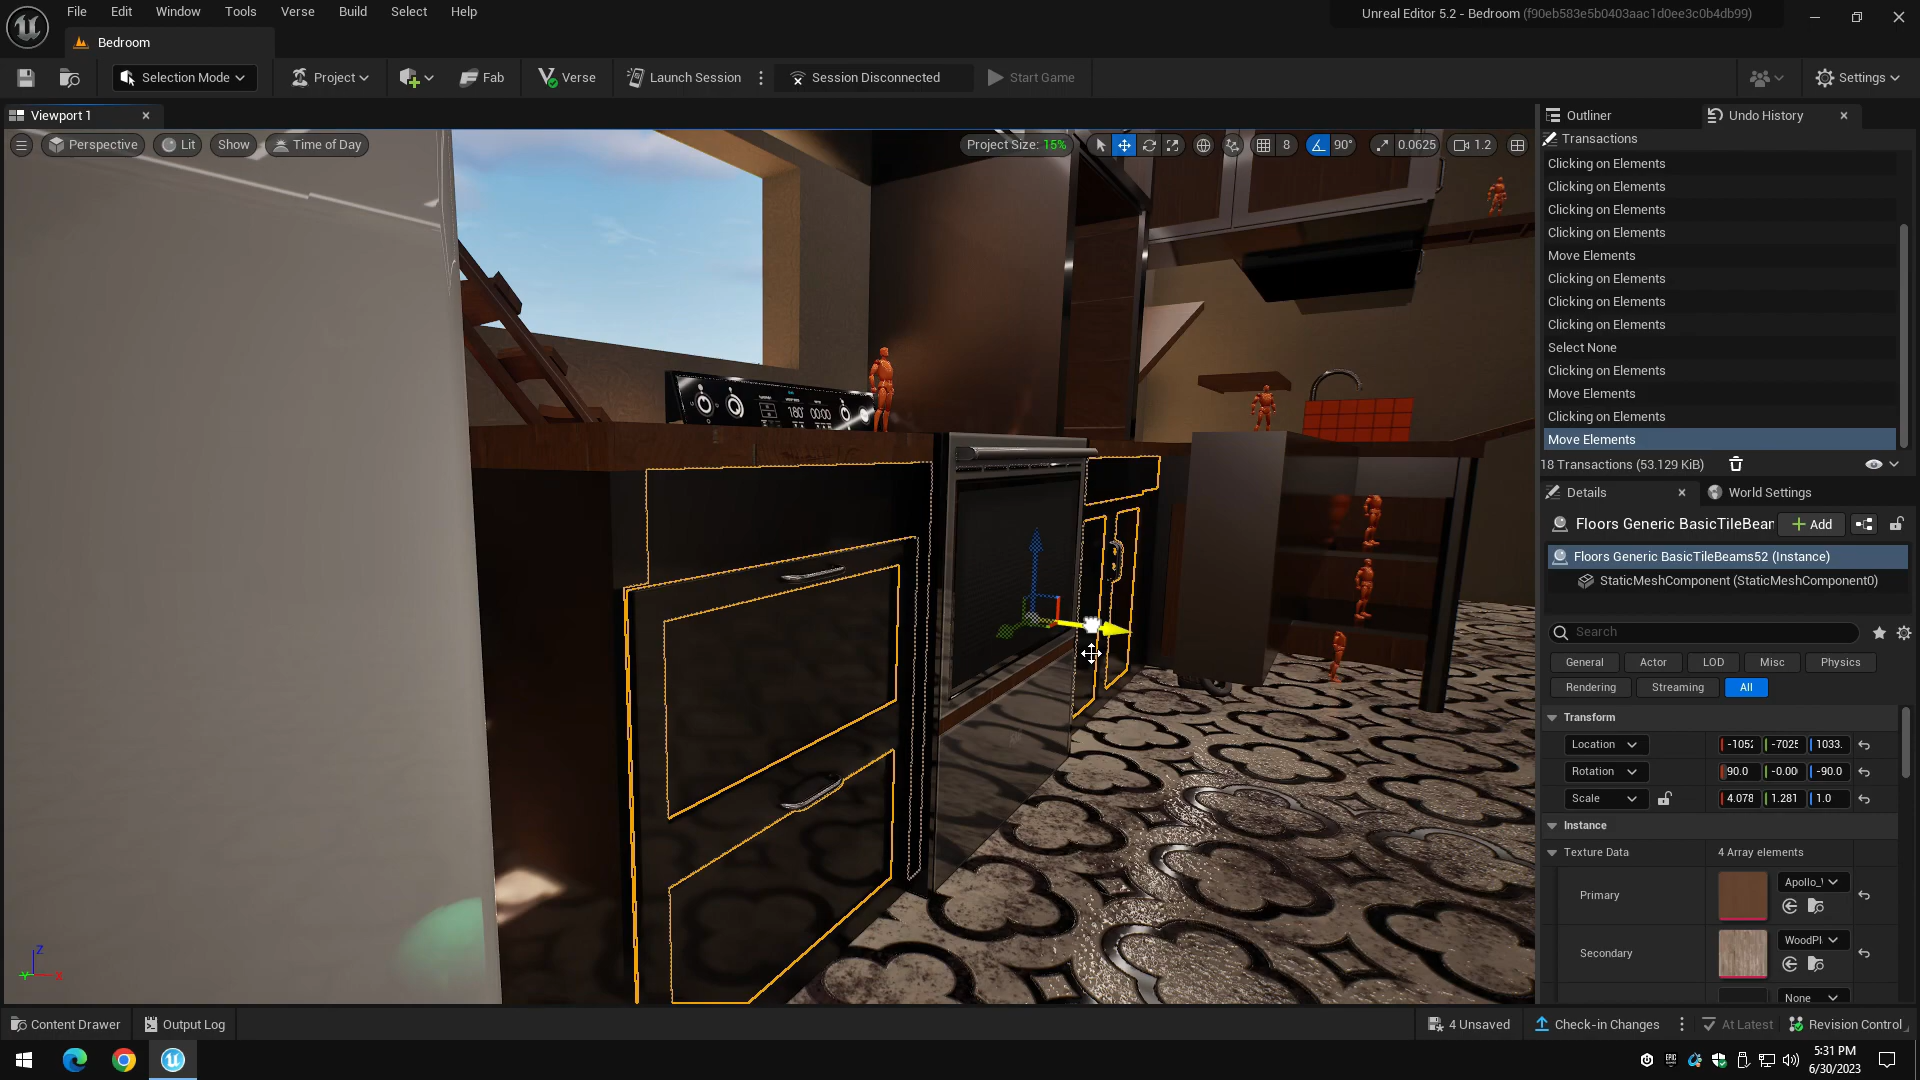 File Edit Window Tools Verse Build Select Help
Unreal Editor 5.2 - Bedroom (f90eb583e5b0403aac1d0ee3c0b4db99)
Bedroom
Selection Mode Project Fab Verse Launch Session Session Disconnected Start Game Settings
Viewport 1
Perspective Lit Show Time of Day
Project Size: 15% 8 90° 0.0625 1.2
180° 00:00
Outliner Undo History
Transactions
Clicking on Elements
Clicking on Elements
Clicking on Elements
Clicking on Elements
Move Elements
Clicking on Elements
Clicking on Elements
Clicking on Elements
Select None
Clicking on Elements
Move Elements
Clicking on Elements
Move Elements
18 Transactions (53.129 KiB)
Details World Settings
Floors Generic BasicTileBear Add
Floors Generic BasicTileBeams52 (Instance)
StaticMeshComponent (StaticMeshComponent0)
Search
General Actor LOD Misc Physics
Rendering Streaming All
Transform
Location -105 -702 1033.
Rotation 90.0 -0.00 -90.0
Scale 4.078 1.281 1.0
Instance
Texture Data 4 Array elements
Primary Apollo_
Secondary WoodPl
None
Z
Y X
Content Drawer Output Log 4 Unsaved Check-in Changes At Latest Revision Control
5:31 PM
6/30/2023